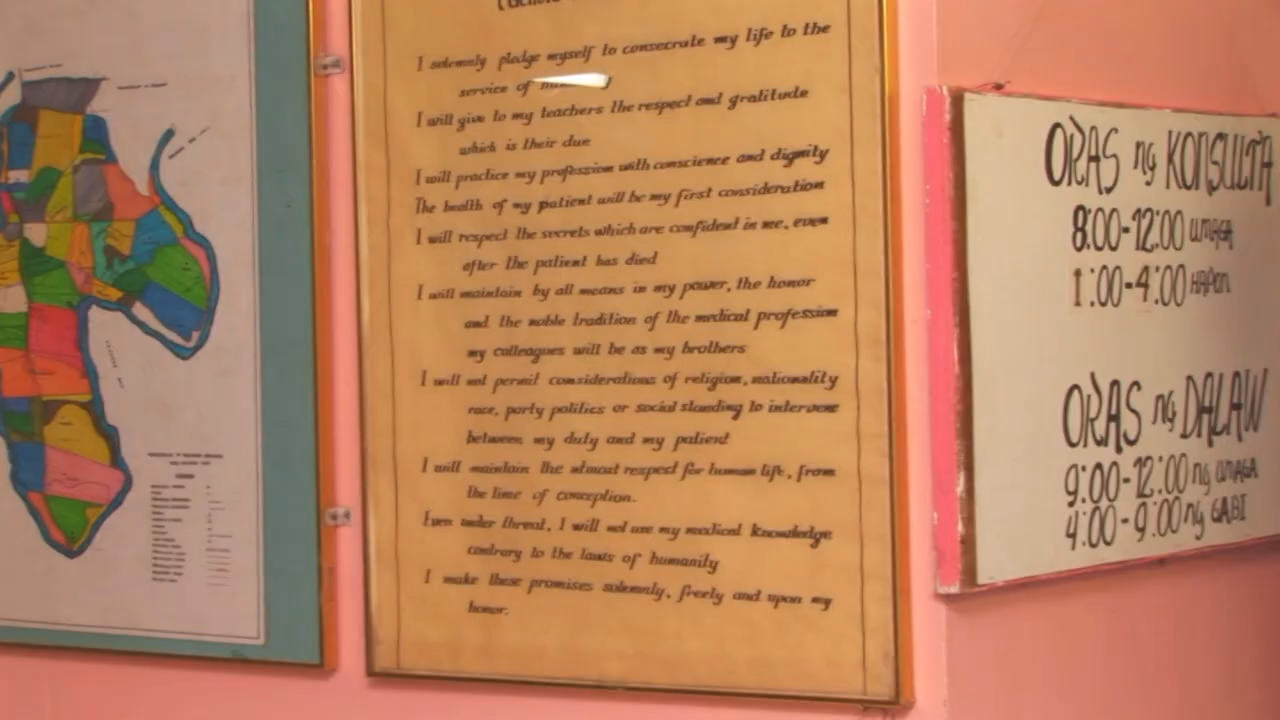 I solemnly pledge myself to consecrate my life to the
service of
I will give to my teachers the respect and gratitude
which is their due
I will practice my profession with conscience and dignity
The health of my patient will be my first consideration
I will respect the secrets which are confident in me, even
after the patient has died
I will maintain by all means in my power, the honor
and the noble tradition of the medical profession
my colleagues will be as my brothers
I will not permit considerations of religion, nationality
race, party politics or social standing to intervene
between my duty and my patient
I will maintain the utmost respect for human life, from
the time of conception.
Even under threat, I will not use my medical knowledge
contrary to the laws of humanity
I make these promises solemnly, freely and upon my
honor.
ORAS ng KONSULTA
8:00-12:00 UMAGA
1:00-4:00 HAPON
ORAS ng DALAW
9:00-12:00 ng UMAGA
4:00-9:00 ng GABI